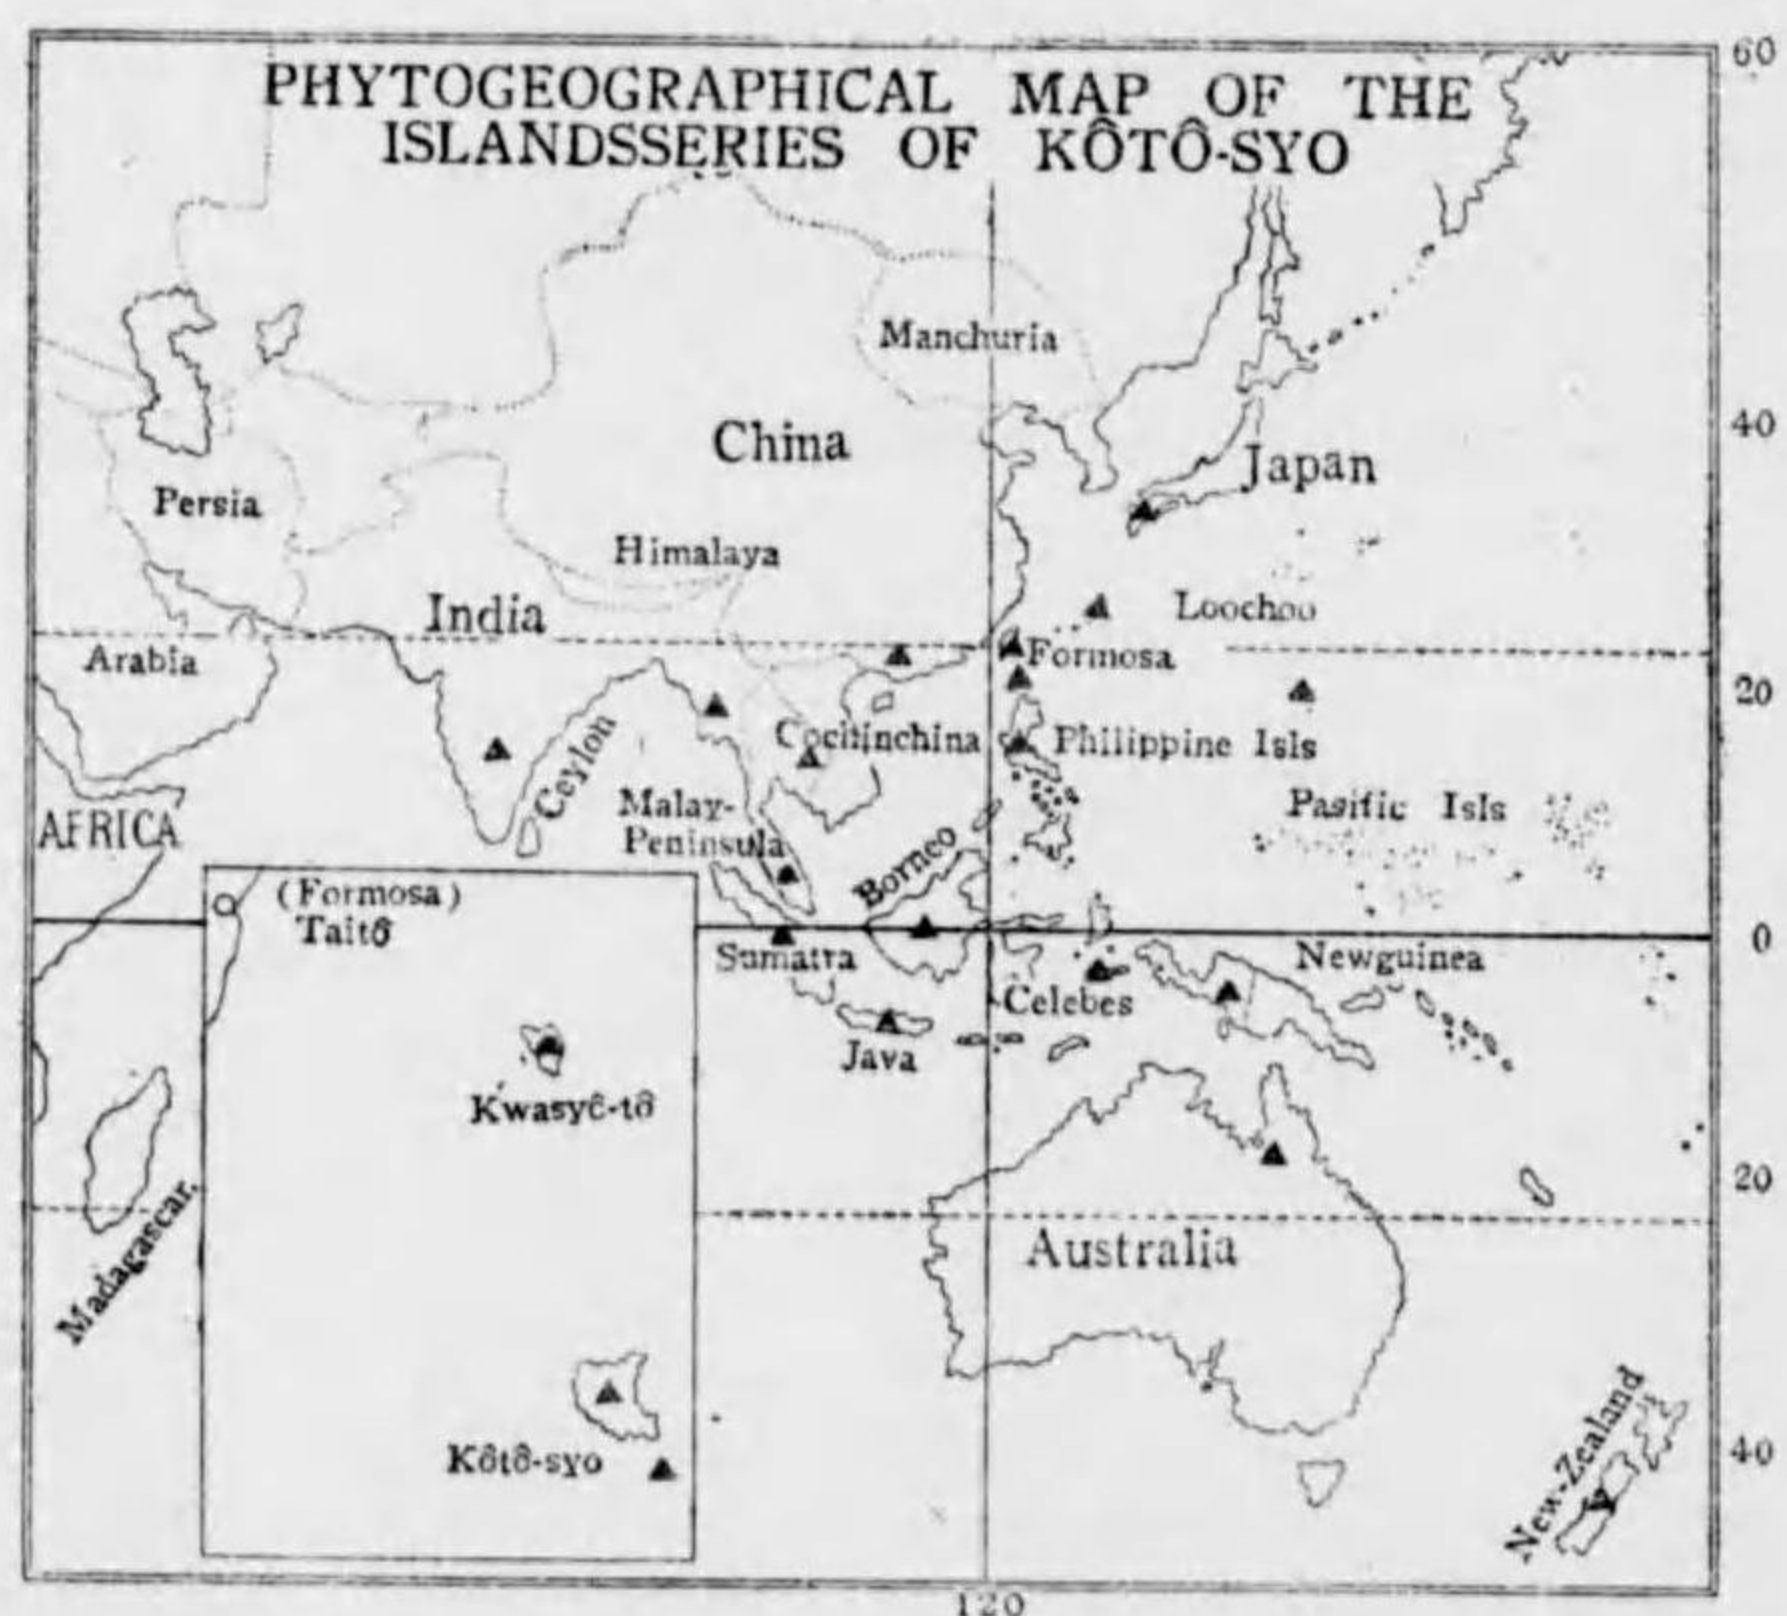 PHYTOGEOGRAPHICAL MAP OF THE
ISLANDSSERIES OF KÔTÔ-SYO
60
Manchuria
40
China
Japan
Persia
Himalaya
India
Loochoo
Arabia
Formosa
20
Cochinchina
Philippine Isls
Ceylon
Malay-
Peninsula
Pasific Isls
AFRICA
Borneo
(Formosa)
Taitô
0
Sumatra
Newguinea
Celebes
Java
Kwasyô-tô
20
Madagascar.
Australia
New-Zealand
40
Kôtô-syo
120